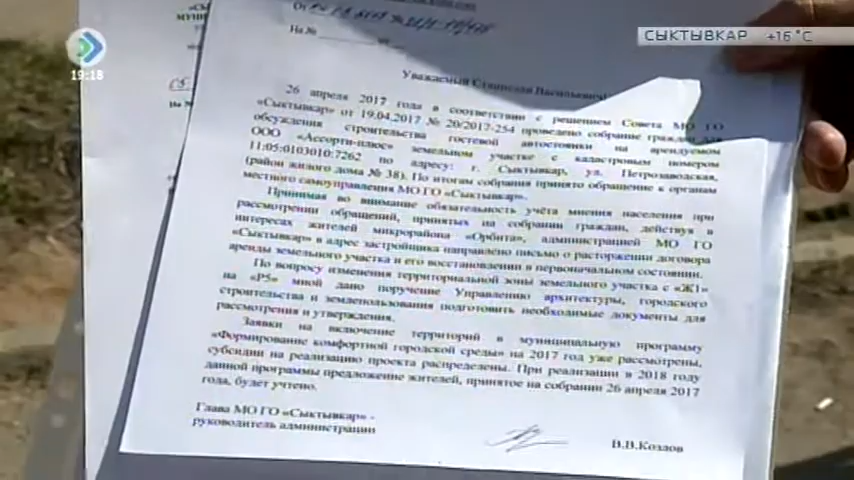 СЫКТЫВКАР +16°C
19:18
От
На №
Уважаемый Станислав Васильевич!
26 апреля 2017 года в соответствии с решением Совета МО ГО
«Сыктывкар» от 19.04.2017 № 20/2017-254 проведено собрание граждан для
обсуждения строительства гостевой автостоянки на арендуемом
ООО «Ассорти-плюс» земельном участке с кадастровым номером
11:05:0103010:7262 по адресу: г. Сыктывкар, ул. Петрозаводская,
(район жилого дома № 38). По итогам собрания принято обращение к органам
местного самоуправления МО ГО «Сыктывкар».
Принимая во внимание обязательность учёта мнения населения при
рассмотрении обращений, принятых на собрании граждан, действуя в
интересах жителей микрорайона «Орбита», администрацией МО ГО
«Сыктывкар» в адрес застройщика направлено письмо о расторжении договора
аренды земельного участка и его восстановлении в первоначальном состоянии.
По вопросу изменения территориальной зоны земельного участка с «Ж1»
на «Р5» мной дано поручение Управлению архитектуры, городского
строительства и землепользования подготовить необходимые документы для
рассмотрения и утверждения.
Заявки на включение территорий в муниципальную программу
«Формирование комфортной городской среды» на 2017 год уже рассмотрены,
субсидии на реализацию проекта распределены. При реализации в 2018 году
данной программы предложение жителей, принятое на собрании 26 апреля 2017
года, будет учтено.
Глава МО ГО «Сыктывкар» -
руководитель администрации
В.В.Козлов